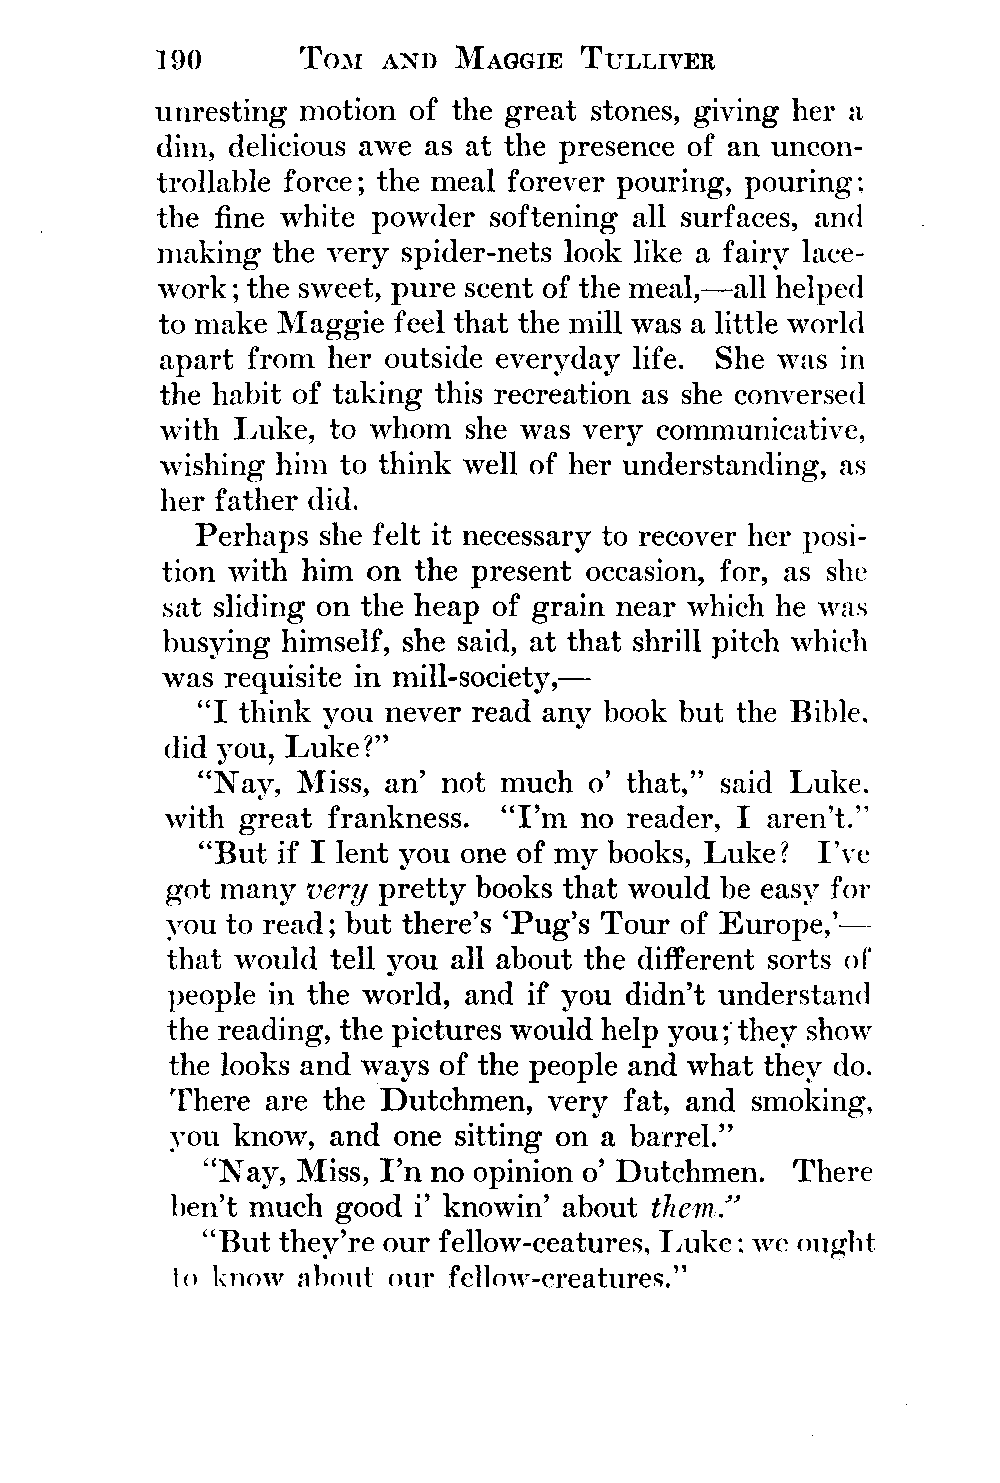 190 TOM AND MAGGIE TULLIVER
unresting motion of the great stones, giving her a
dim, delicious awe as at the presence of an uncon-
trollable force; the meal forever pouring, pouring;
the fine white powder softening all surfaces, and
making the very spider-nets look like a fairy lace-
work; the sweet, pure scent of the meal,—all helped
to make Maggie feel that the mill was a little world
apart from her outside everyday life. She was in
the habit of taking this recreation as she conversed
with Luke, to whom she was very communicative,
wishing him to think well of her understanding, as
her father did.
Perhaps she felt it necessary to recover her posi-
tion with him on the present occasion, for, as she
sat sliding on the heap of grain near which he was
busying himself, she said, at that shrill pitch which
was requisite in mill-society,—
“I think you never read any book but the Bible,
did you, Luke?”
“Nay, Miss, an’ not much o’ that,” said Luke,
with great frankness. “I’m no reader, I aren’t.”
“But if I lent you one of my books, Luke? I’ve
got many very pretty books that would be easy for
you to read; but there’s ‘Pug’s Tour of Europe,’—
that would tell you all about the different sorts of
people in the world, and if you didn’t understand
the reading, the pictures would help you; they show
the looks and ways of the people and what they do.
There are the Dutchmen, very fat, and smoking,
you know, and one sitting on a barrel.”
“Nay, Miss, I’n no opinion o’ Dutchmen. There
ben’t much good i’ knowin’ about them.”
“But they’re our fellow-ceatures, Luke; we ought
to know about our fellow-creatures.”